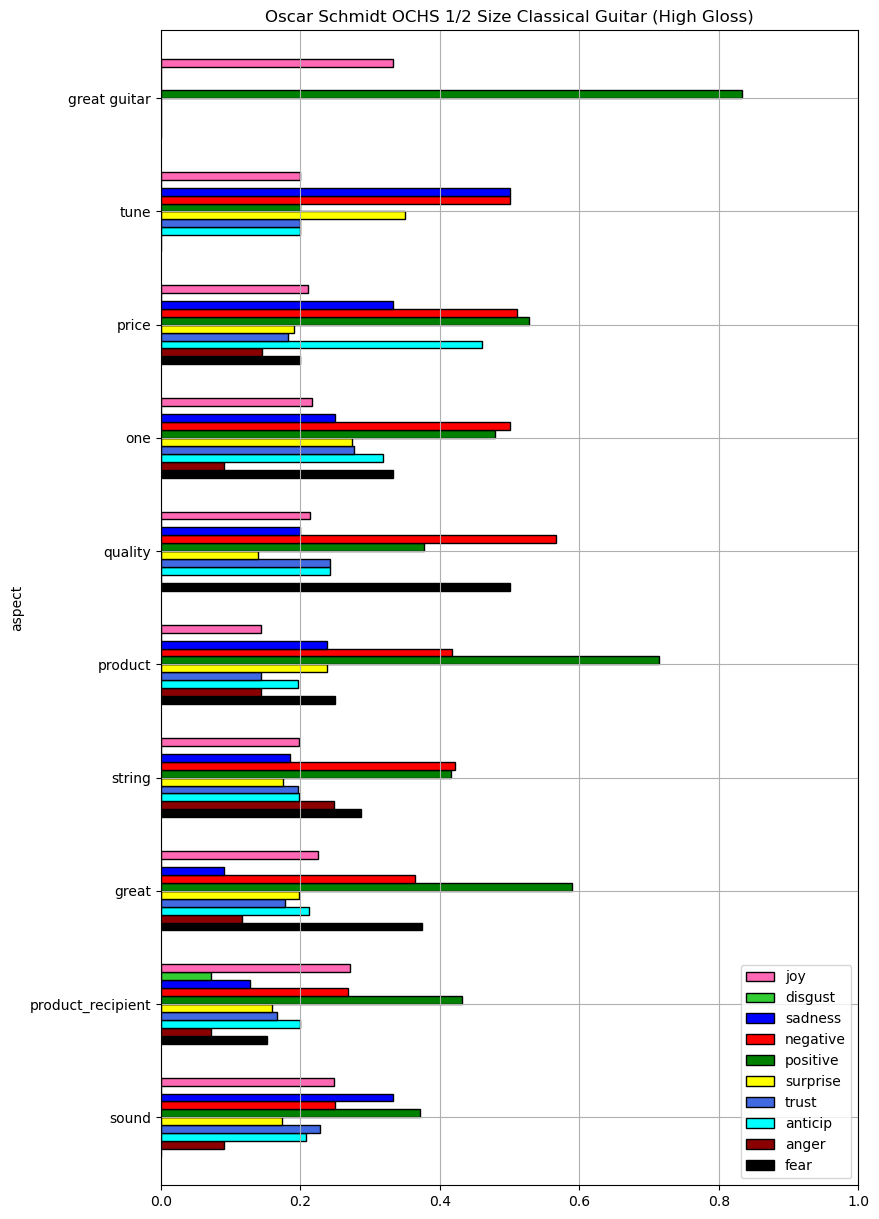 Oscar Schmidt OCHS 1/2 Size Classical Guitar (High Gloss)
great guitar
tune
price
one
quality
product
string
great
product_recipient
sound
aspect
joy
disgust
sadness
negative
positive
surprise
trust
anticip
anger
fear
0.0 0.2 0.4 0.6 0.8 1.0